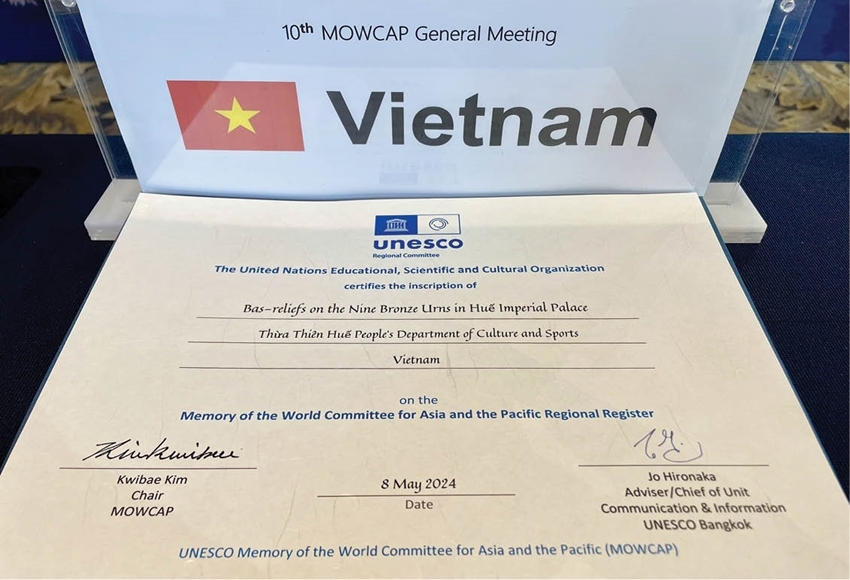 10th MOWCAP General Meeting
Vietnam
unesco
Regional Committee
The United Nations Educational, Scientific and Cultural Organization
certifies the inscription of
Bas-reliefs on the Nine Bronze Urns in Huế Imperial Palace
Thừa Thiên Huế People's Department of Culture and Sports
Vietnam
on the
Memory of the World Committee for Asia and the Pacific Regional Register
Kwibae Kim
Chair
MOWCAP
8 May 2024
Date
Jo Hironaka
Adviser/Chief of Unit
Communication & Information
UNESCO Bangkok
UNESCO Memory of the World Committee for Asia and the Pacific (MOWCAP)